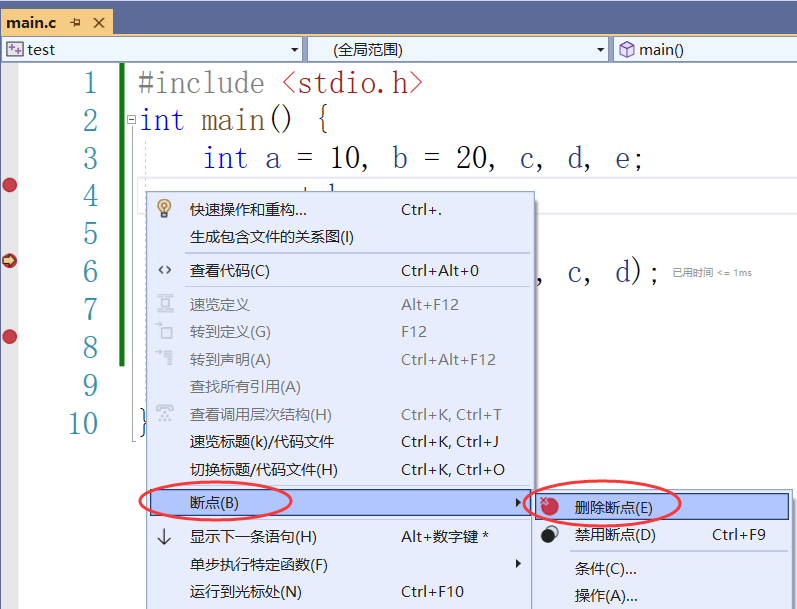 main.c
test (全局范围) main()
1 #include <stdio.h>
2 int main() {
3 int a = 10, b = 20, c, d, e;
4
5
6 , c, d); 已用时间 <= 1ms
7
8
9
10 }
快速操作和重构... Ctrl+.
生成包含文件的关系图(I)
查看代码(C) Ctrl+Alt+0
速览定义 Alt+F12
转到定义(G) F12
转到声明(A) Ctrl+Alt+F12
查找所有引用(A)
查看调用层次结构(H) Ctrl+K, Ctrl+T
速览标题(k)/代码文件 Ctrl+K, Ctrl+J
切换标题/代码文件(H) Ctrl+K, Ctrl+O
断点(B)
显示下一条语句(H) Alt+数字键 *
单步执行特定函数(F)
运行到光标处(N) Ctrl+F10
删除断点(E)
禁用断点(D) Ctrl+F9
条件(C)...
操作(A)...